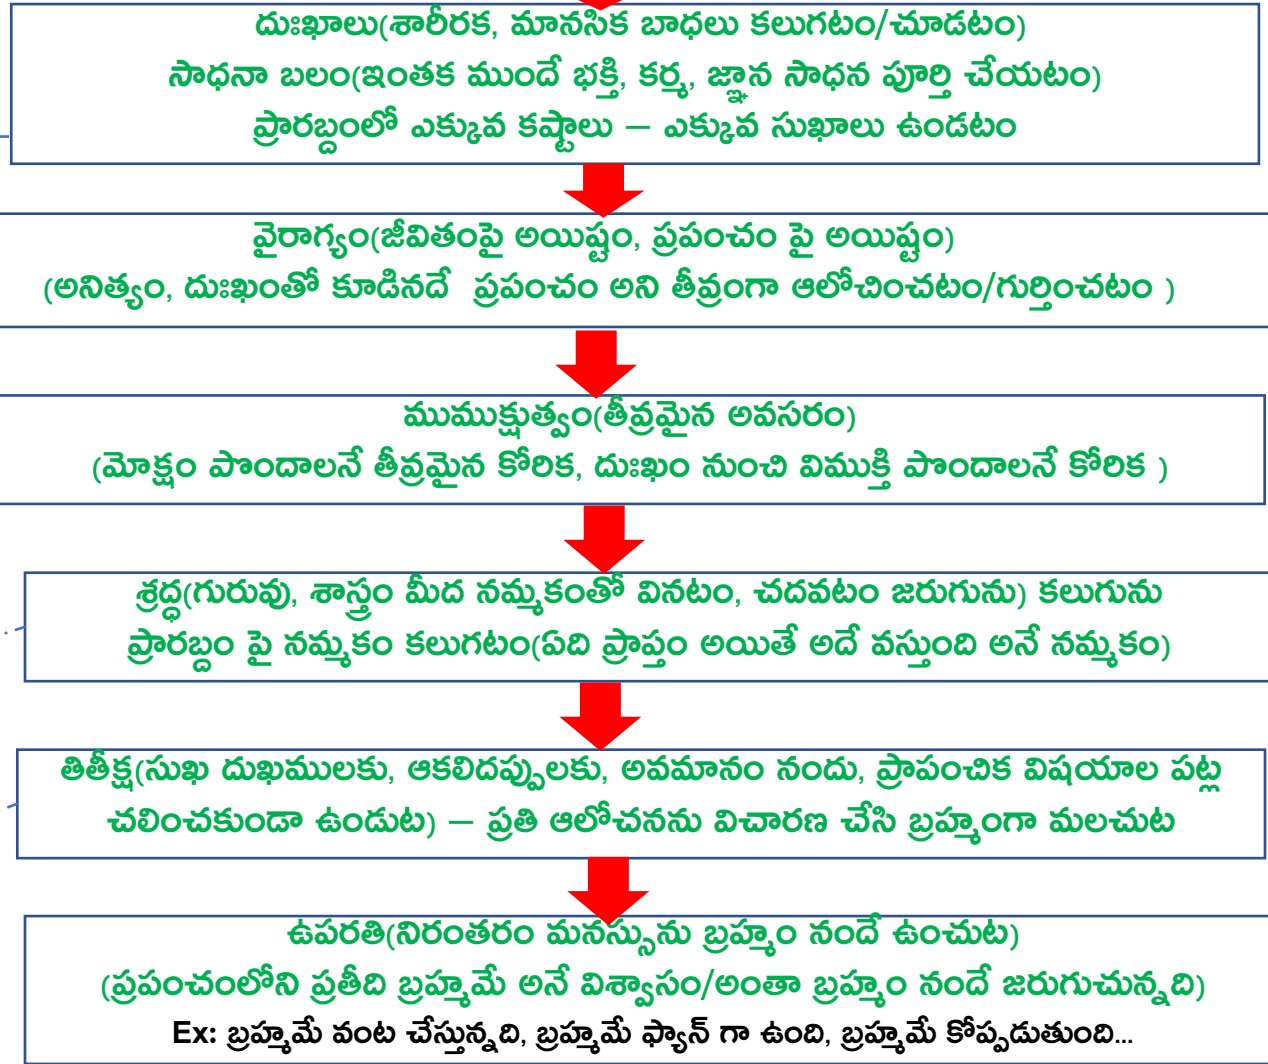 దుఃఖాలు(శారీరక, మానసిక బాధలు కలుగటం/చూడటం)
సాధనా బలం(ఇంతక ముందే భక్తి, కర్మ, జ్ఞాన సాధన పూర్తి చేయటం)
ప్రారబ్దంలో ఎక్కువ కష్టాలు – ఎక్కువ సుఖాలు ఉండటం
వైరాగ్యం(జీవితంపై అయిష్టం, ప్రపంచం పై అయిష్టం)
(అనిత్యం, దుఃఖంతో కూడినదే ప్రపంచం అని తీవ్రంగా ఆలోచించటం/గుర్తించటం )
ముముక్షుత్వం(తీవ్రమైన అవసరం)
(మోక్షం పొందాలనే తీవ్రమైన కోరిక, దుఃఖం నుంచి విముక్తి పొందాలనే కోరిక )
శ్రద్ధ(గురువు, శాస్త్రం మీద నమ్మకంతో వినటం, చదవటం జరుగును) కలుగును
ప్రారబ్దం పై నమ్మకం కలుగటం(ఏది ప్రాప్తం అయితే అదే వస్తుంది అనే నమ్మకం)
తితీక్ష(సుఖ దుఖములకు, ఆకలిదప్పులకు, అవమానం నందు, ప్రాపంచిక విషయాల పట్ల
చలించకుండా ఉండుట) – ప్రతి ఆలోచనను విచారణ చేసి బ్రహ్మంగా మలచుట
ఉపరతి(నిరంతరం మనస్సును బ్రహ్మం నందే ఉంచుట)
(ప్రపంచంలోని ప్రతీది బ్రహ్మమే అనే విశ్వాసం/అంతా బ్రహ్మం నందే జరుగుచున్నది)
Ex: బ్రహ్మమే వంట చేస్తున్నది, బ్రహ్మమే ఫ్యాన్ గా ఉంది, బ్రహ్మమే కోప్పడుతుంది...